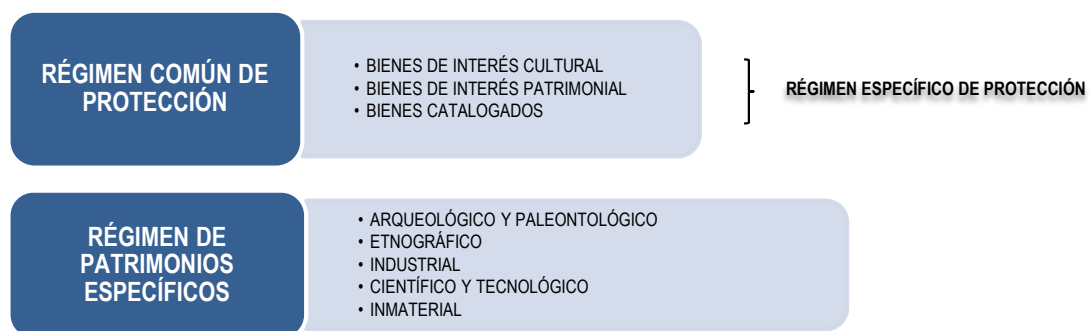 RÉGIMEN COMÚN DE
PROTECCIÓN
• BIENES DE INTERÉS CULTURAL
• BIENES DE INTERÉS PATRIMONIAL
• BIENES CATALOGADOS
RÉGIMEN ESPECÍFICO DE PROTECCIÓN
RÉGIMEN DE
PATRIMONIOS
ESPECÍFICOS
• ARQUEOLÓGICO Y PALEONTOLÓGICO
• ETNOGRÁFICO
• INDUSTRIAL
• CIENTÍFICO Y TECNOLÓGICO
• INMATERIAL